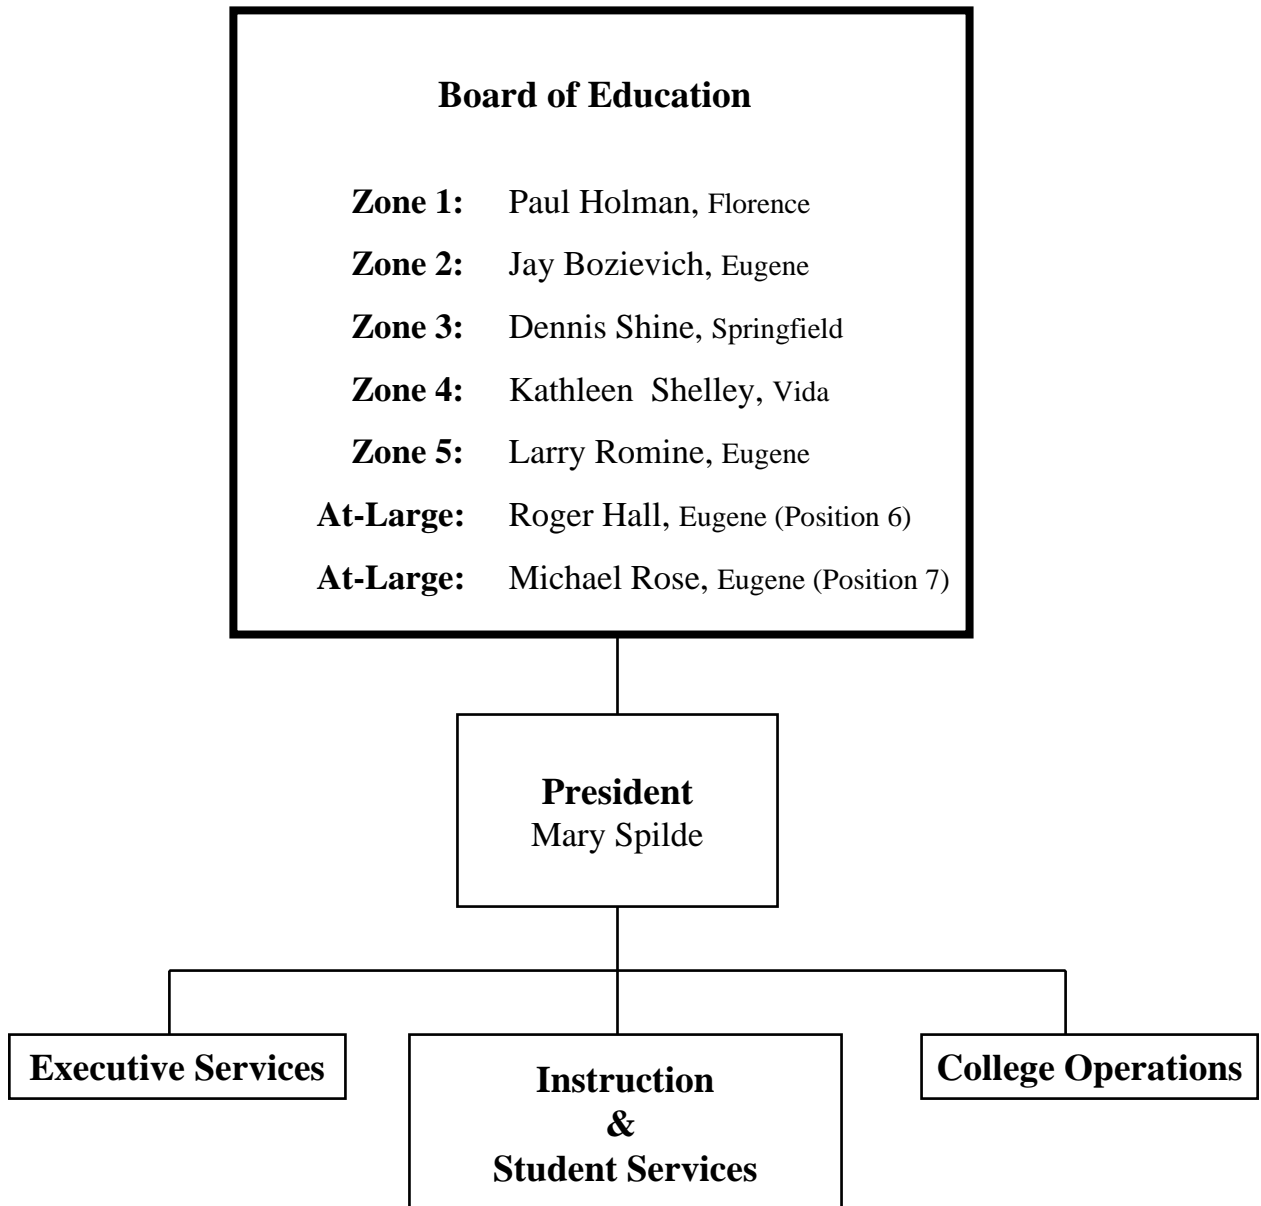 Board of Education
Zone 1: Paul Holman, Florence
Zone 2: Jay Bozievich, Eugene
Zone 3: Dennis Shine, Springfield
Zone 4: Kathleen  Shelley, Vida
Zone 5: Larry Romine, Eugene
At-Large: Roger Hall, Eugene (Position 6)
At-Large: Michael Rose, Eugene (Position 7)
President
Mary Spilde
Executive Services
Instruction
&
Student Services
College Operations